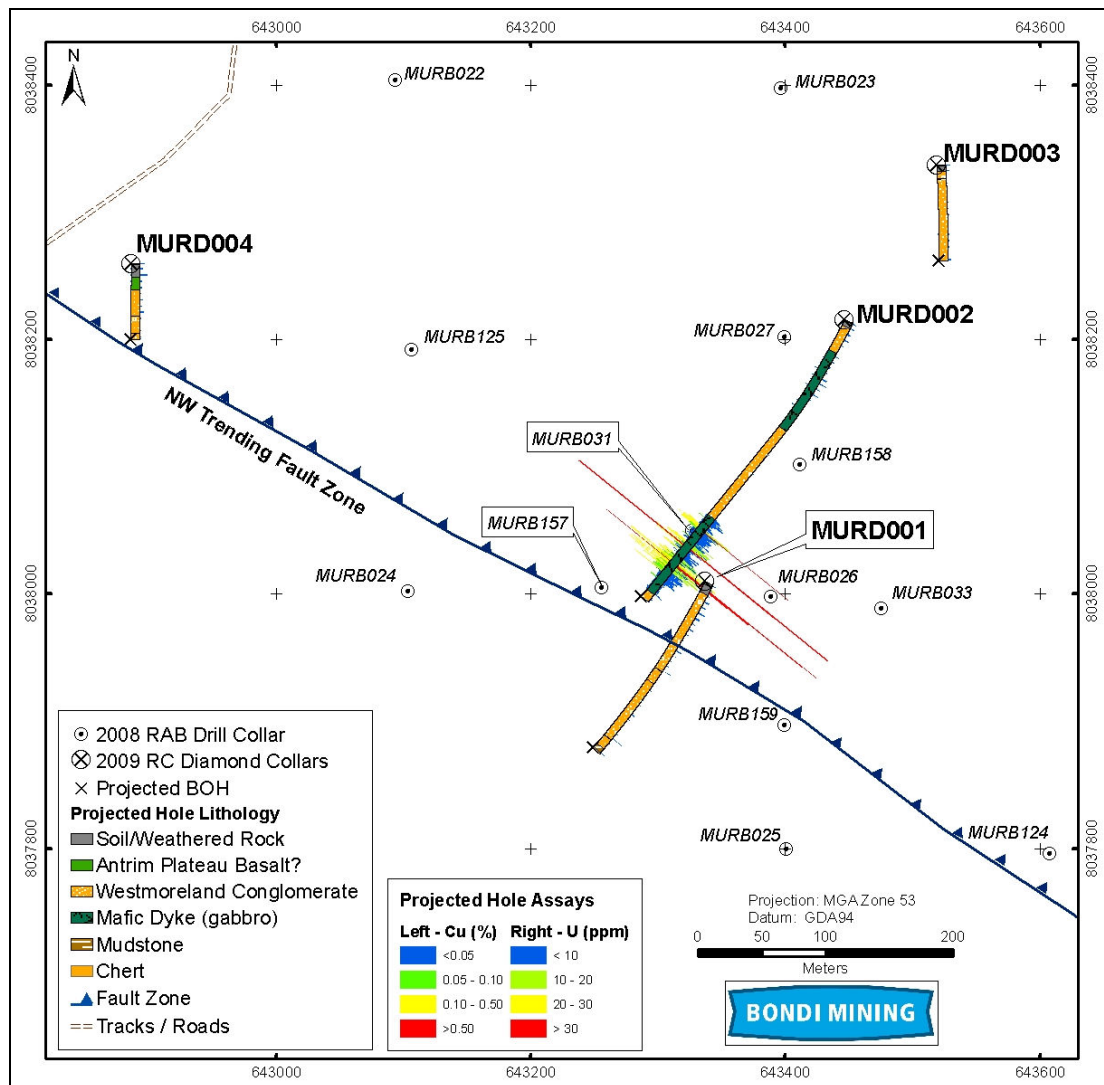 643000
643200
643400
643600
N
8038400
8038400
MURB022
MURB023
MURD003
MURD004
MURD002
8038200
8038200
MURB125
MURB027
NW Trending Fault Zone
MURB031
MURB158
MURB157
MURD001
MURB024
MURB026
MURB033
8038000
8038000
MURB159
MURB025
MURB124
8037800
8037800
2008 RAB Drill Collar
2009 RC Diamond Collars
Projected BOH
Projected Hole Lithology
Soil/Weathered Rock
Antrim Plateau Basalt?
Westmoreland Conglomerate
Mafic Dyke (gabbro)
Mudstone
Chert
Fault Zone
Tracks / Roads
Projected Hole Assays
Left - Cu (%) Right - U (ppm)
<0.05 < 10
0.05 - 0.10 10 - 20
0.10 - 0.50 20 - 30
>0.50 > 30
Projection: MGA Zone 53
Datum: GDA94
0 50 100 200
Meters
BONDI MINING
643000
643200
643400
643600